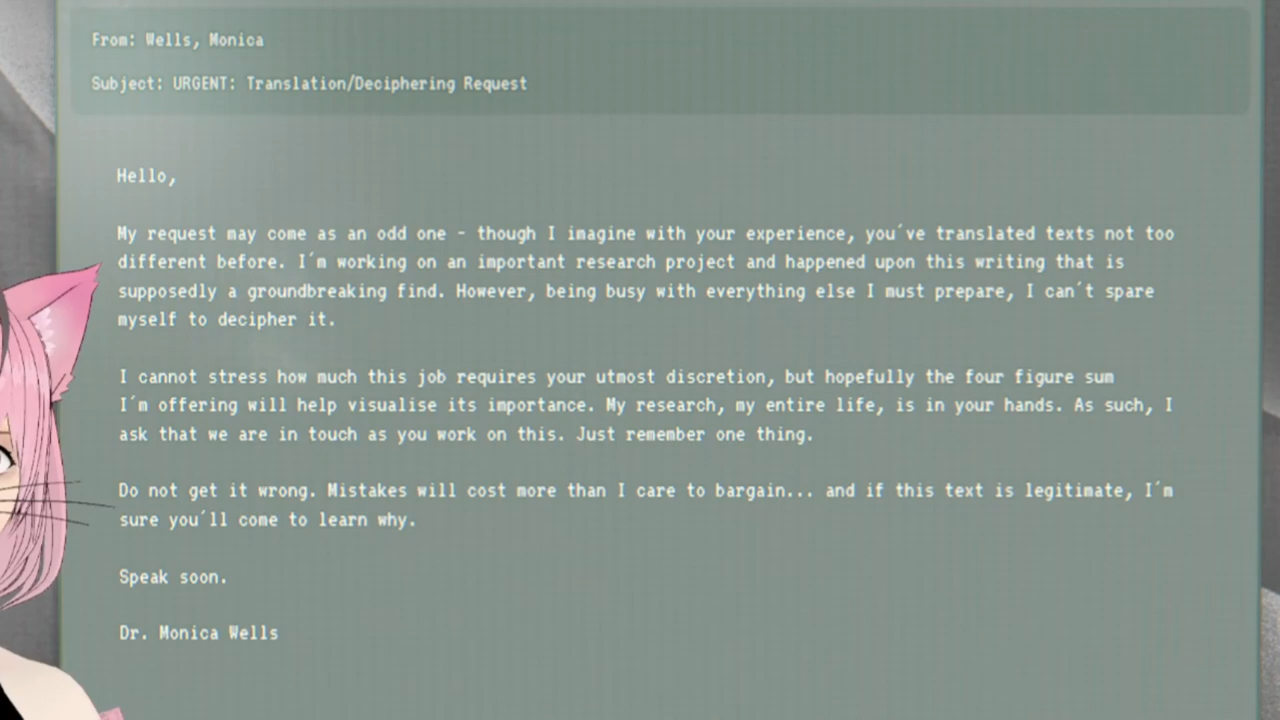 From: Wells, Monica
Subject: URGENT: Translation/Deciphering Request
Hello,
My request may come as an odd one - though I imagine with your experience, you´ve translated texts not too
different before. I´m working on an important research project and happened upon this writing that is
supposedly a groundbreaking find. However, being busy with everything else I must prepare, I can´t spare
myself to decipher it.
I cannot stress how much this job requires your utmost discretion, but hopefully the four figure sum
I´m offering will help visualise its importance. My research, my entire life, is in your hands. As such, I
ask that we are in touch as you work on this. Just remember one thing.
Do not get it wrong. Mistakes will cost more than I care to bargain... and if this text is legitimate, I´m
sure you´ll come to learn why.
Speak soon.
Dr. Monica Wells